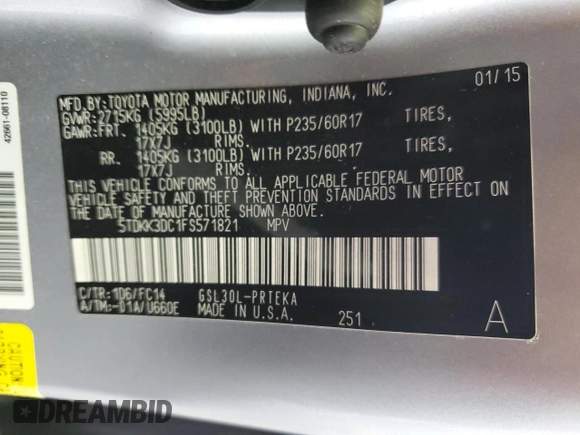 MFD.BY:TOYOTA MOTOR MANUFACTURING, INDIANA, INC. 01/15
GVWR:2715KG (5995LB)
GAWR:FRT. 1405KG (3100LB) WITH P235/60R17 TIRES,
17X7J RIMS.
RR. 1405KG (3100LB) WITH P235/60R17 TIRES,
17X7J RIMS.
THIS VEHICLE CONFORMS TO ALL APPLICABLE FEDERAL MOTOR
VEHICLE SAFETY AND THEFT PREVENTION STANDARDS IN EFFECT ON
THE DATE OF MANUFACTURE SHOWN ABOVE.
5TDKK3DC1FS571821 MPV
C/TR:1D6/FC14 GSL30L-PRTEKA
A/TM:-01A/U660E MADE IN U.S.A. 251 A
42661-08110
CAUTION
DREAMBID